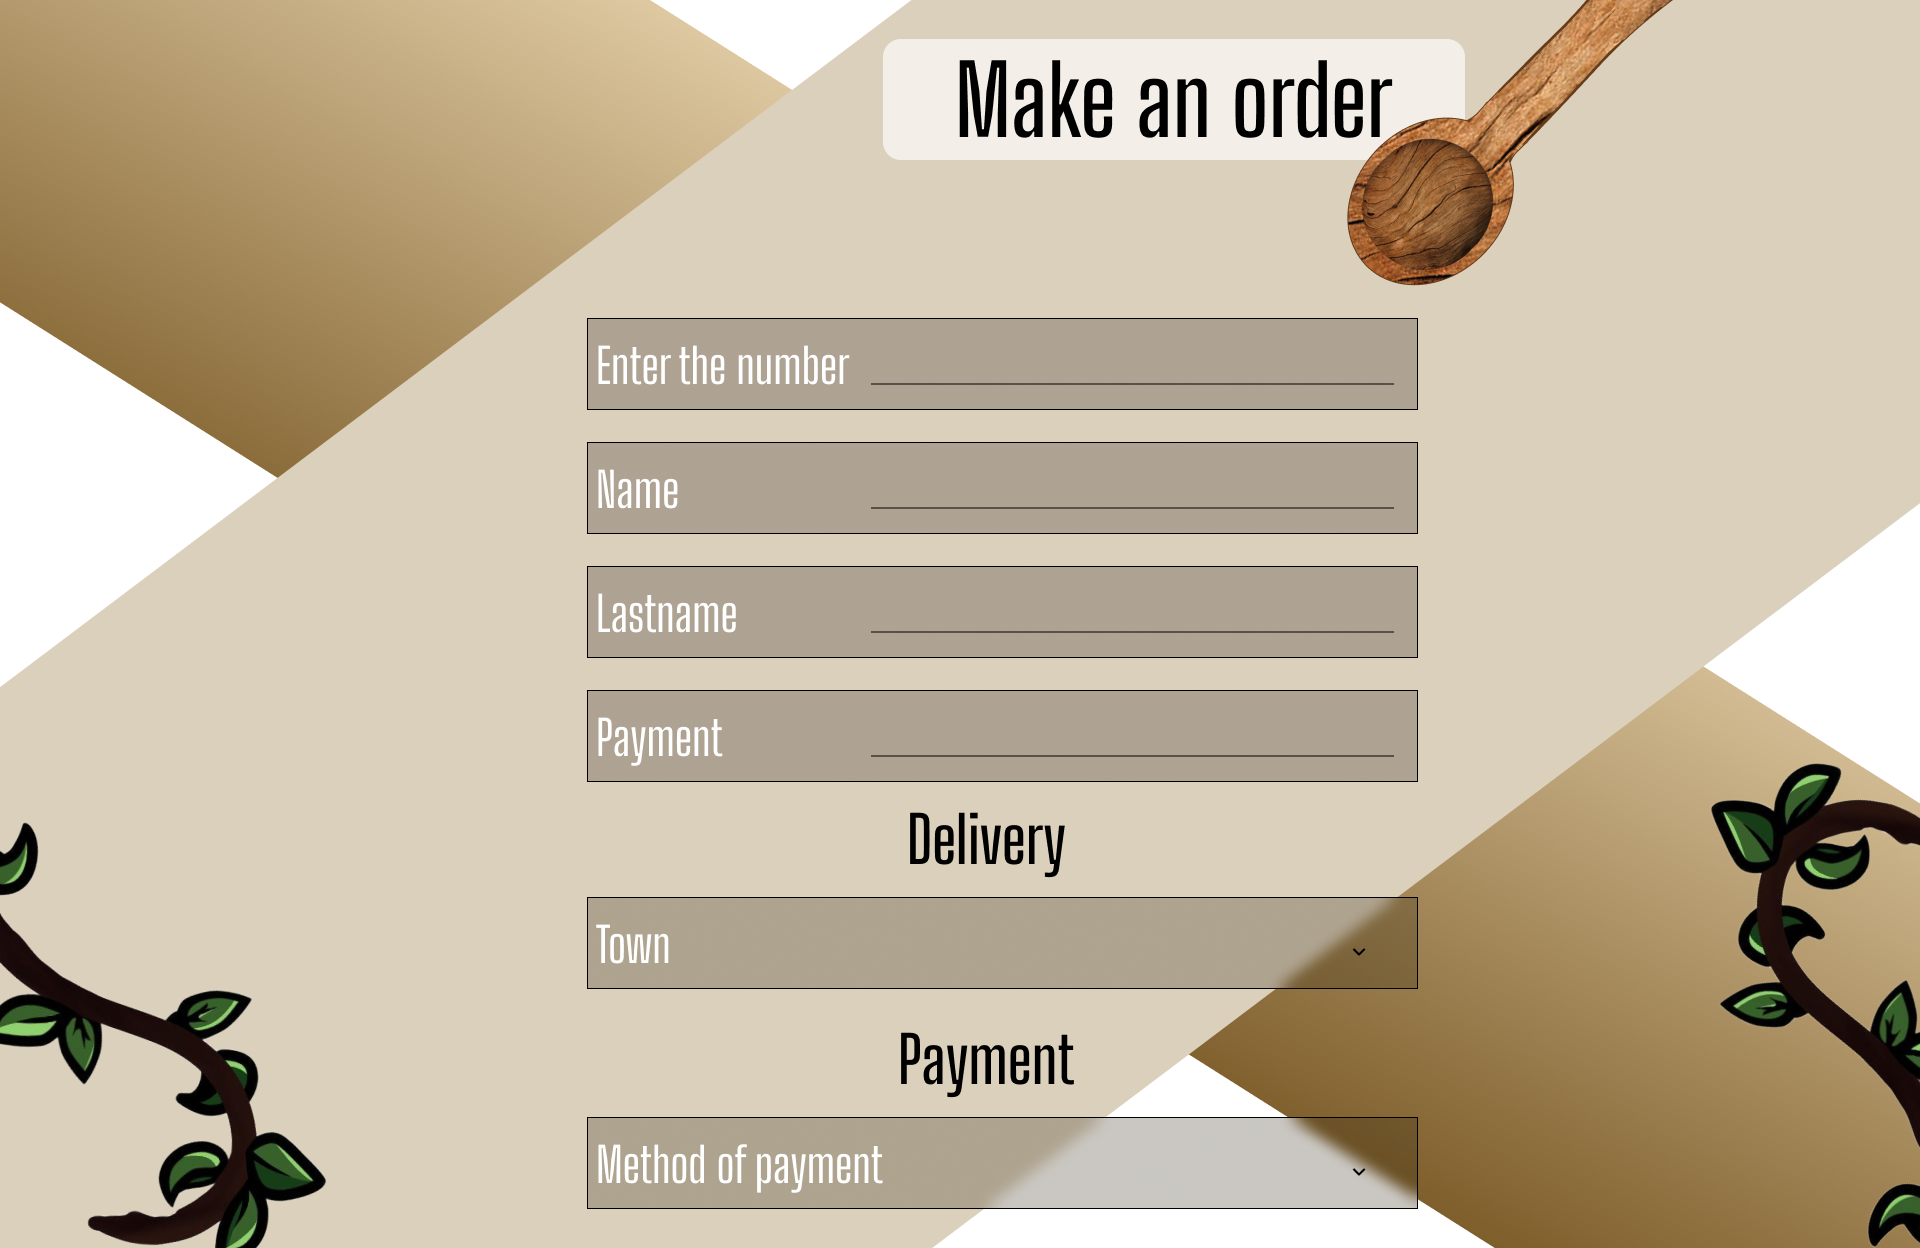 Make an order
Enter the number
Name
Lastname
Payment
Delivery
Town
Payment
Method of payment